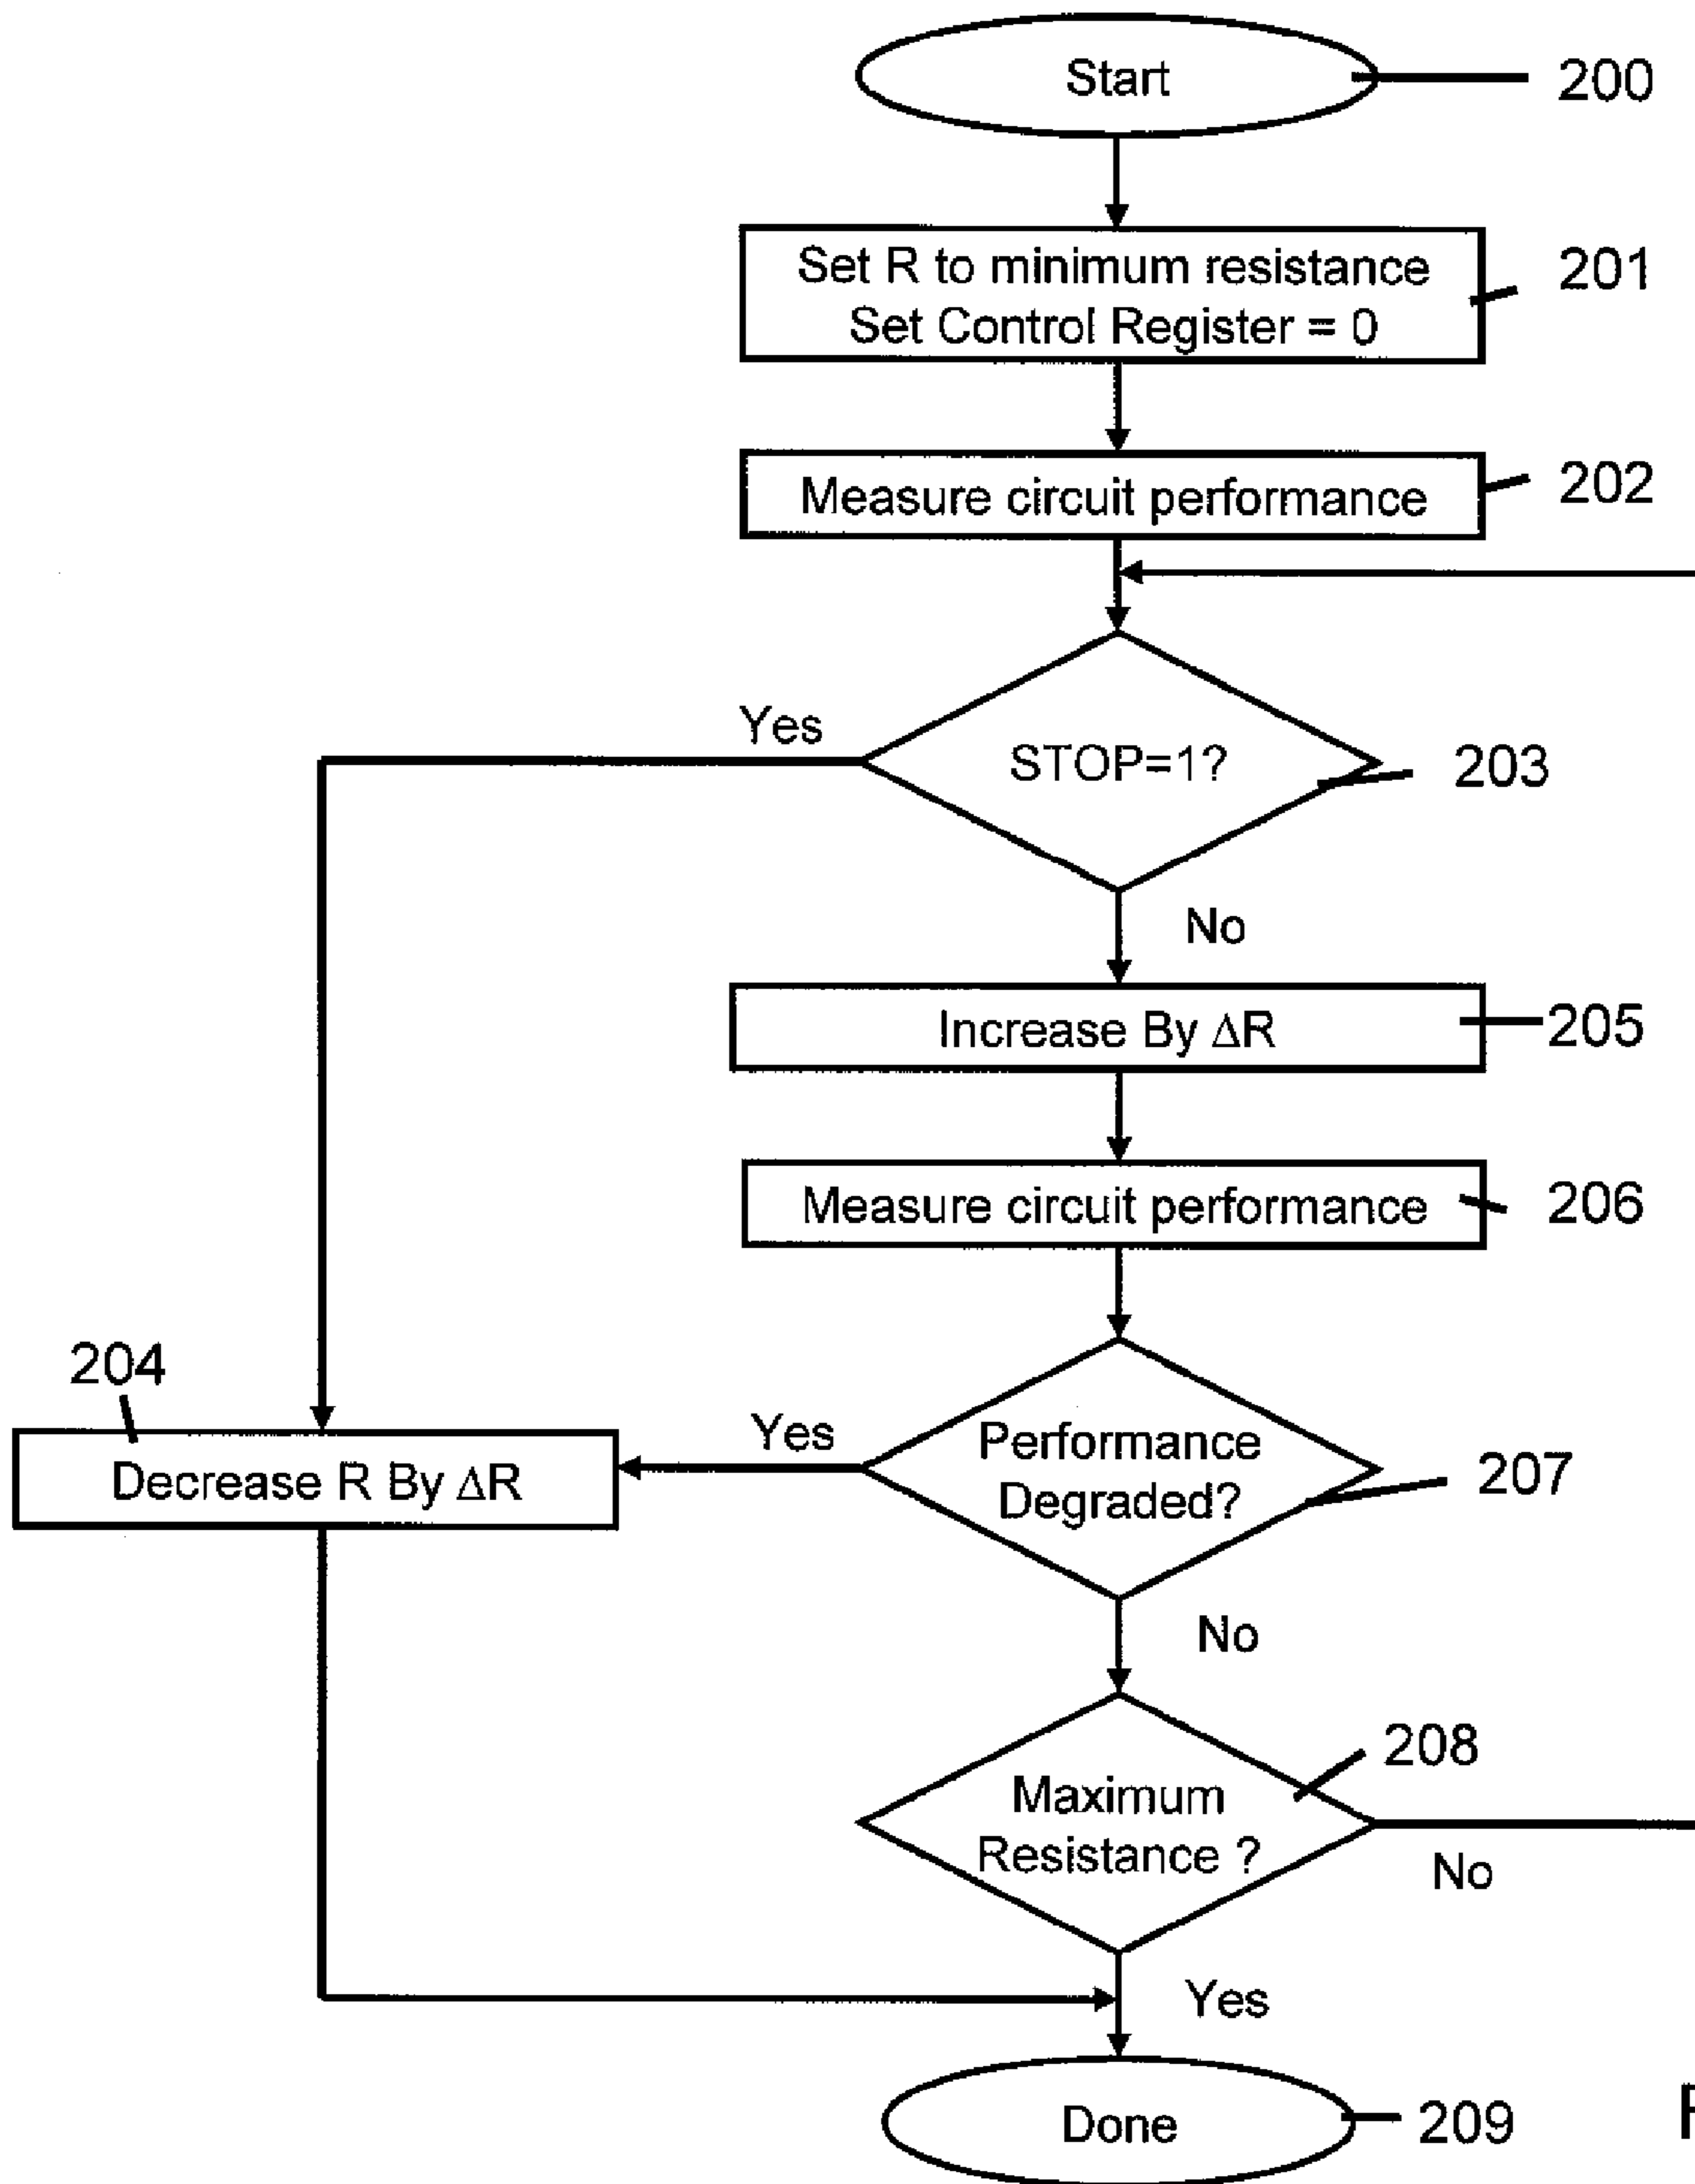 Start
200
Set R to minimum resistance
Set Control Register = 0
201
Measure circuit performance
202
Yes
STOP=1?
203
No
Increase By ΔR
205
Measure circuit performance
206
204
Decrease R By ΔR
Yes
Performance
Degraded?
207
No
208
Maximum
Resistance ?
No
Yes
Done
209